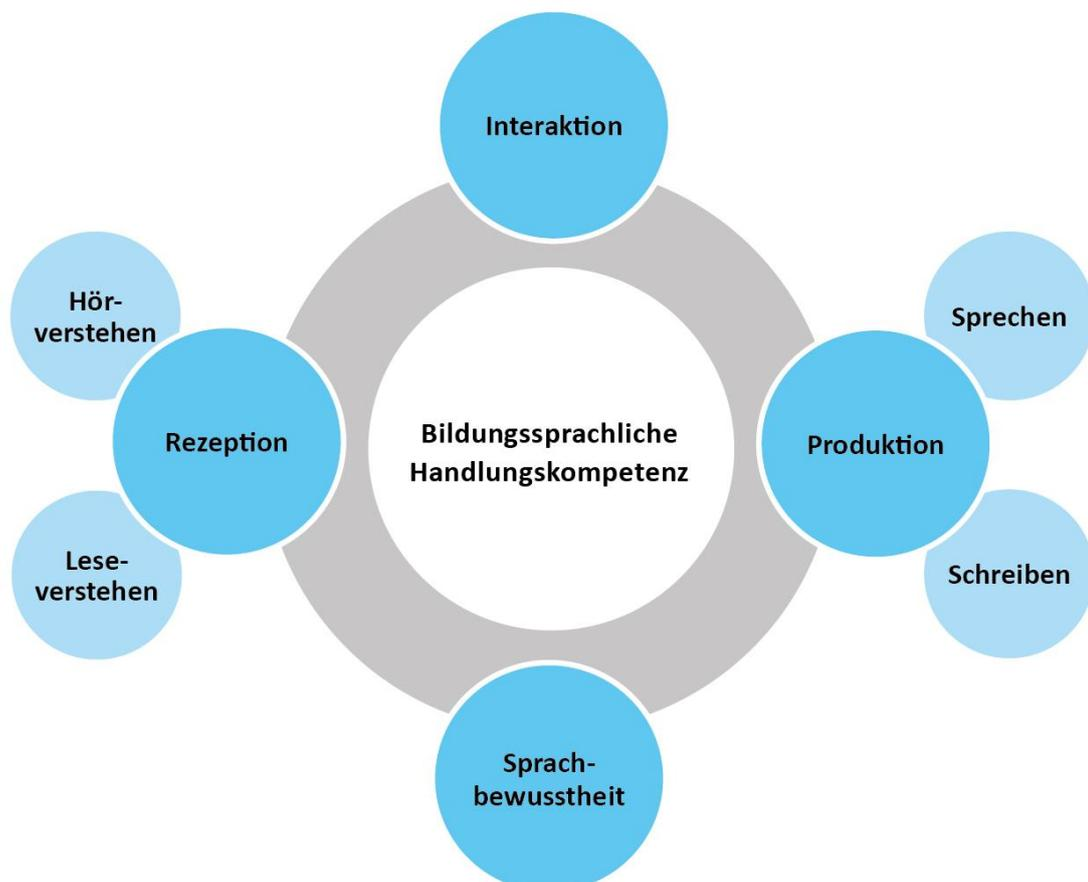 Interaktion
Hör-
verstehen
Sprechen
Rezeption
Bildungssprachliche
Handlungskompetenz
Produktion
Lese-
verstehen
Schreiben
Sprach-
bewusstheit